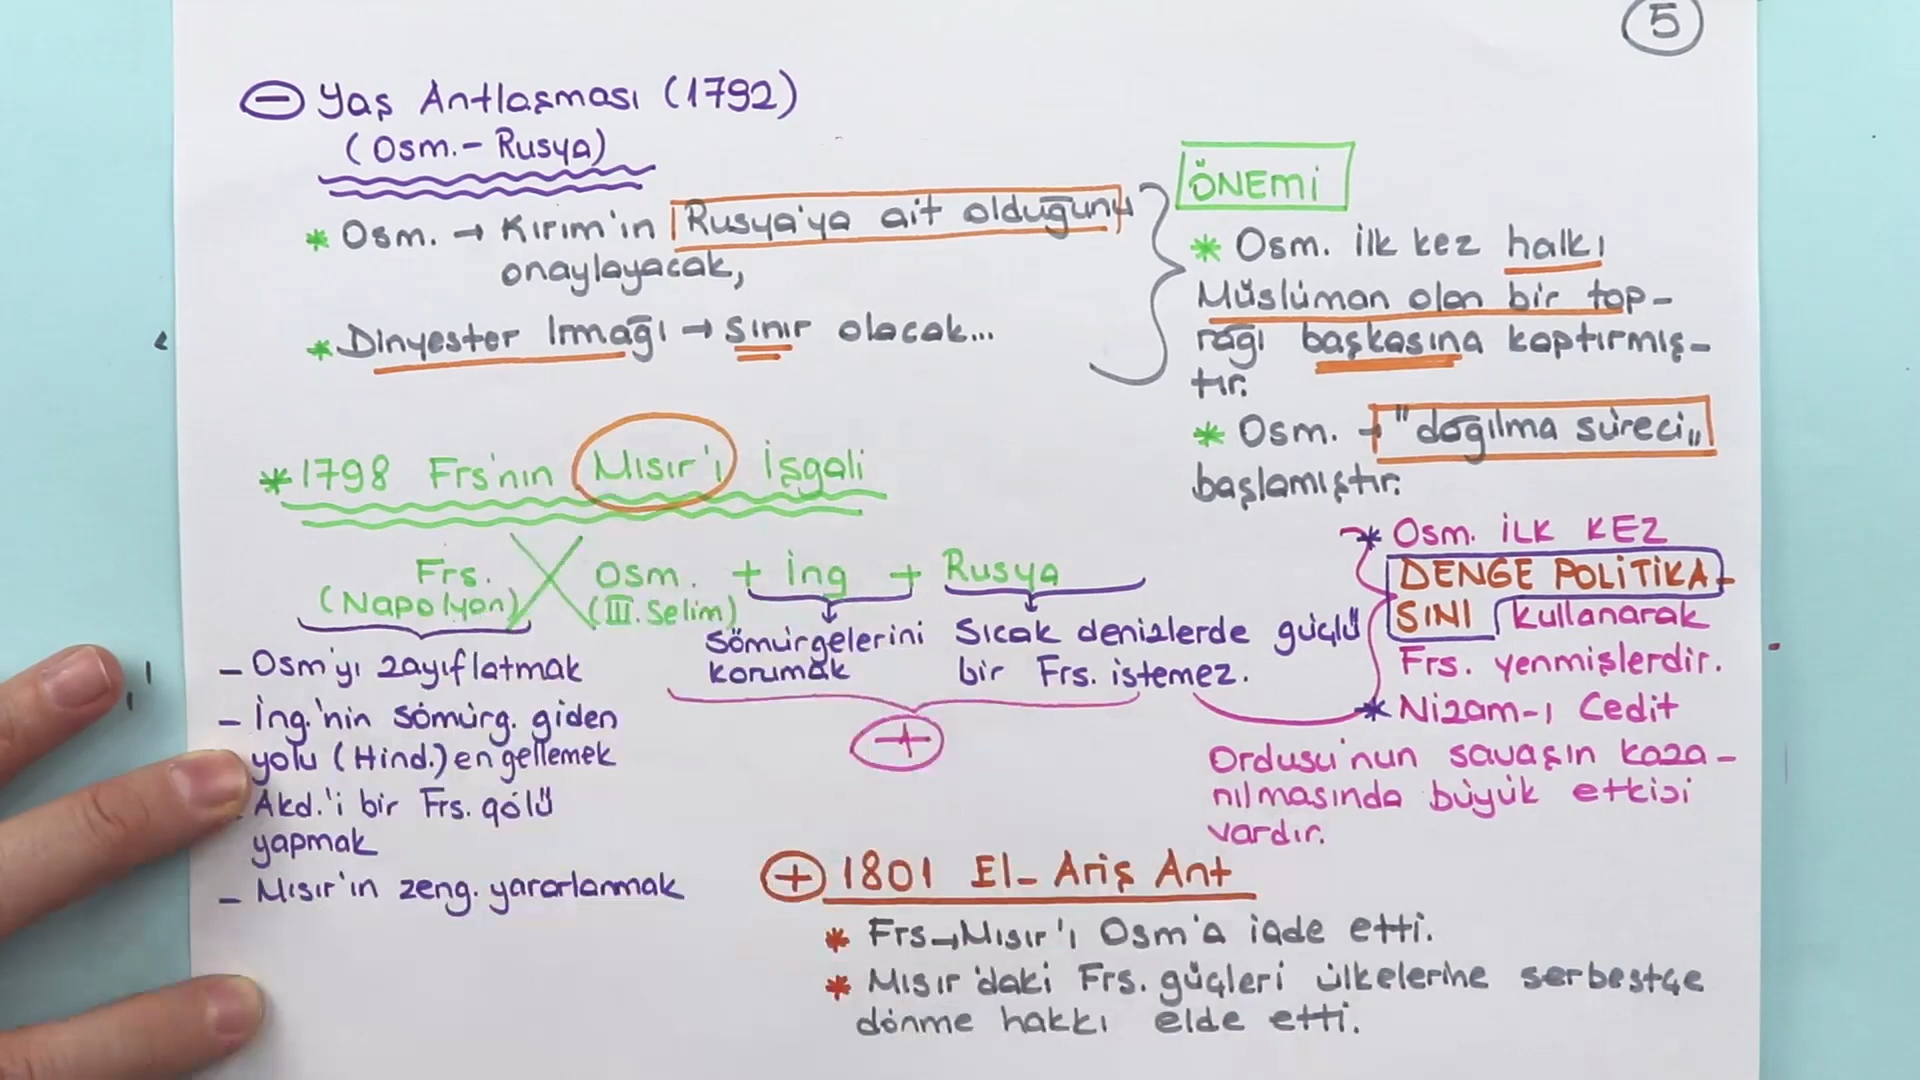 5
Yaş Antlaşması (1792)
(Osm.- Rusya)
* Osm. → Kırım'ın Rusya'ya ait olduğunu
onaylayacak,
* Dinyester Irmağı → sınır olacak...
ÖNEMİ
* Osm. ilk kez halkı
Müslüman olan bir top-
rağı başkasına kaptırmış-
tır.
* Osm. → "dağılma süreci"
başlamıştır.
* 1798 Frs'nın Mısır'ı İşgali
Frs. X Osm. + İng + Rusya
(Napolyon) (III. Selim)
- Osm'yı zayıflatmak
- İng.'nin sömürg. giden
yolu (Hind.) engellemek
- Akd.'i bir Frs. gölü
yapmak
- Mısır'ın zeng. yararlanmak
Sömürgelerini
korumak
Sıcak denizlerde güçlü
bir Frs. istemez.
+
* Osm. İLK KEZ
DENGE POLİTİKA-
SINI kullanarak
Frs. yenmişlerdir.
* Nizam-ı Cedit
Ordusu'nun savaşın kaza-
nılmasında büyük etkisi
vardır.
+ 1801 El-Ariş Ant
* Frs→Mısır'ı Osm'a iade etti.
* Mısır'daki Frs. güçleri ülkelerine serbestçe
dönme hakkı elde etti.